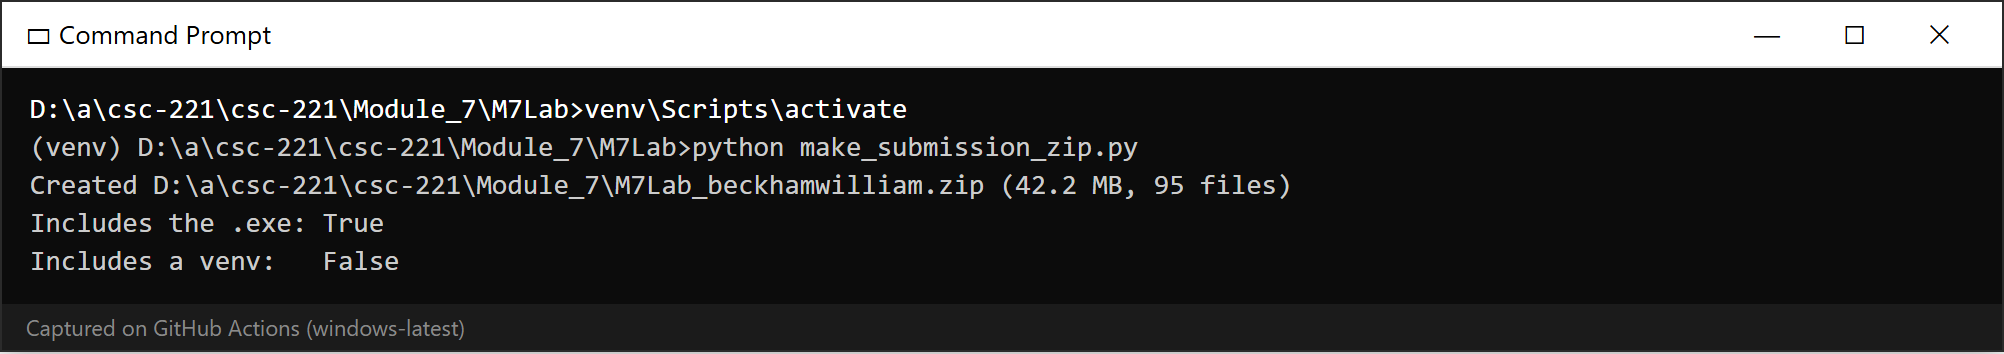 Command Prompt
D:\a\csc-221\csc-221\Module_7\M7Lab>venv\Scripts\activate
(venv) D:\a\csc-221\csc-221\Module_7\M7Lab>python make_submission_zip.py
Created D:\a\csc-221\csc-221\Module_7\M7Lab_beckhamwilliam.zip (42.2 MB, 95 files)
Includes the .exe: True
Includes a venv:   False
Captured on GitHub Actions (windows-latest)